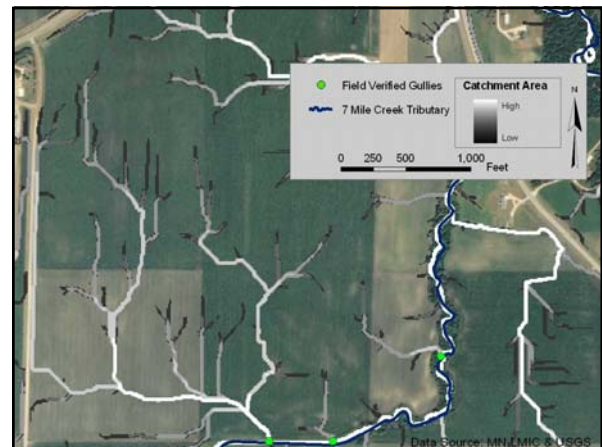 Field Verified Gullies
7 Mile Creek Tributary
Catchment Area
High
Low
N
0 250 500 1,000
Feet
Data Source: MN LMIC & USGS